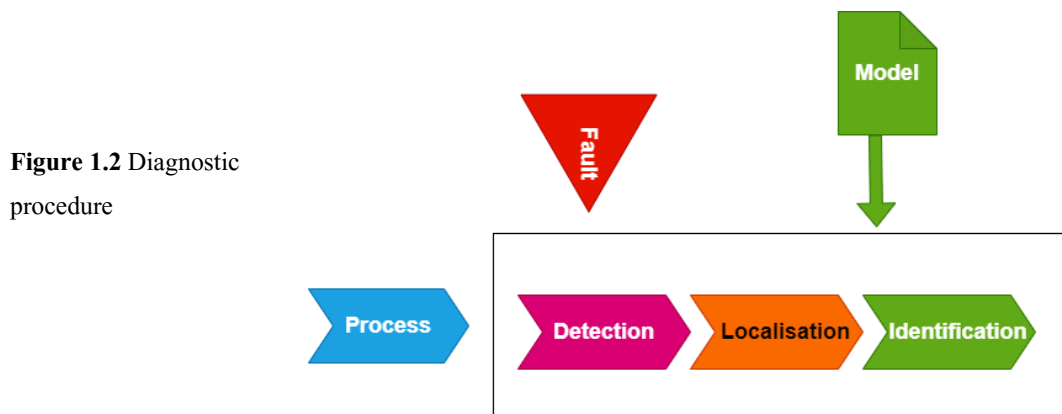 Model
Fault
Figure 1.2 Diagnostic
procedure
Process
Detection
Localisation
Identification